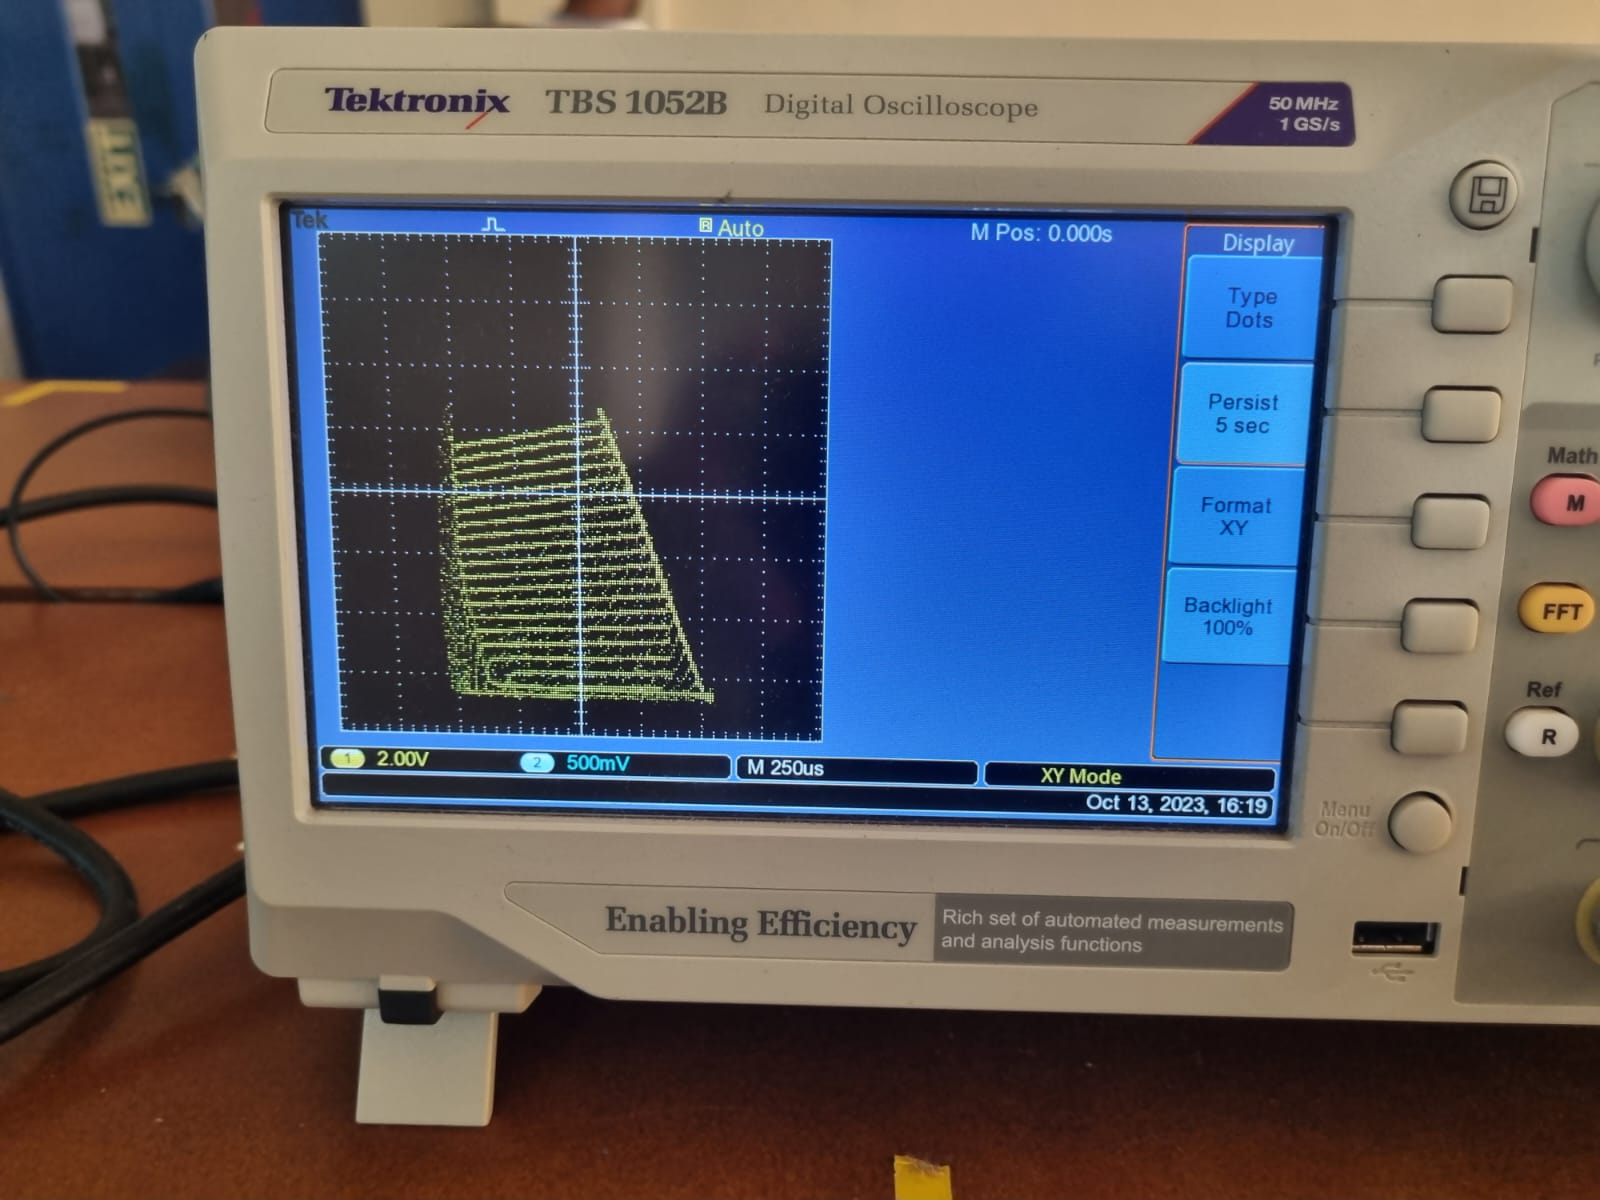 EXIT
Tektronix TBS 1052B Digital Oscilloscope
50 MHz
1 GS/s
Tek
R Auto
M Pos: 0.000s
Display
Type
Dots
Persist
5 sec
Format
XY
Backlight
100%
1 2.00V
2 500mV
M 250us
XY Mode
Oct 13, 2023, 16:19
Math
M
FFT
Ref
R
Menu
On/Off
Enabling Efficiency
Rich set of automated measurements
and analysis functions